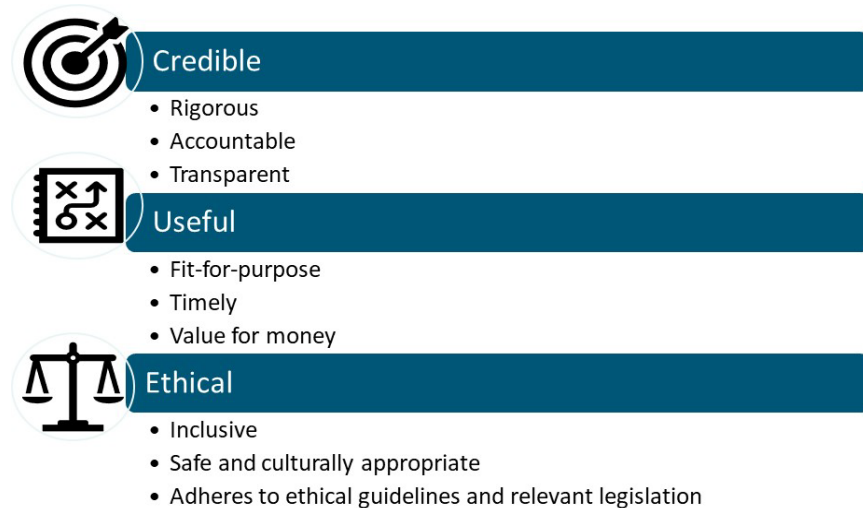 Credible
• Rigorous
• Accountable
• Transparent
Useful
• Fit-for-purpose
• Timely
• Value for money
Ethical
• Inclusive
• Safe and culturally appropriate
• Adheres to ethical guidelines and relevant legislation